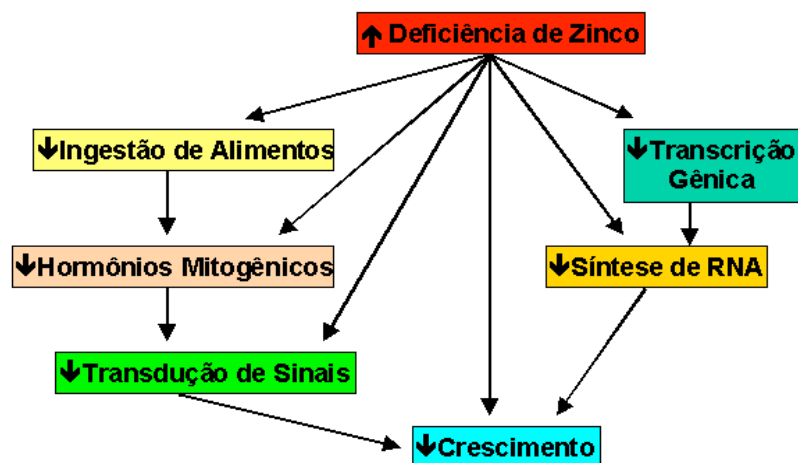 ↑ Deficiência de Zinco
↓Ingestão de Alimentos
↓Transcrição
Gênica
↓Hormônios Mitogênicos
↓Síntese de RNA
↓Transdução de Sinais
↓Crescimento